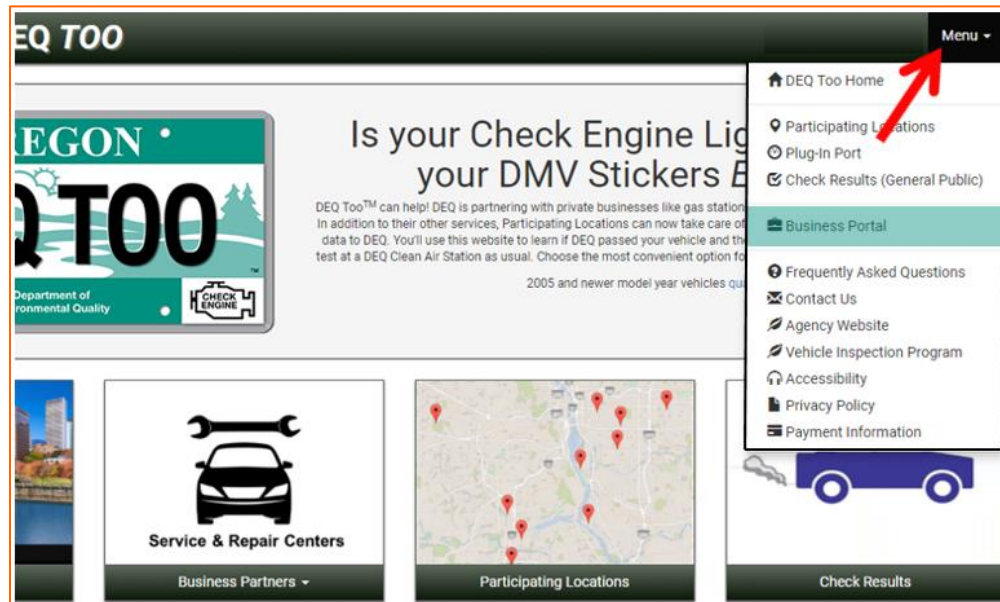 EQ TOO
Menu
DEQ Too Home
Participating Locations
Plug-In Port
Check Results (General Public)
Business Portal
Frequently Asked Questions
Contact Us
Agency Website
Vehicle Inspection Program
Accessibility
Privacy Policy
Payment Information
EGON
Q TOO
TM
Department of
ronmental Quality
CHECK
ENGINE
Is your Check Engine Lig
your DMV Stickers E
DEQ Too™ can help! DEQ is partnering with private businesses like gas station
In addition to their other services, Participating Locations can now take care of
data to DEQ. You'll use this website to learn if DEQ passed your vehicle and the
test at a DEQ Clean Air Station as usual. Choose the most convenient option fo
2005 and newer model year vehicles qu
Service & Repair Centers
Business Partners
Participating Locations
Check Results